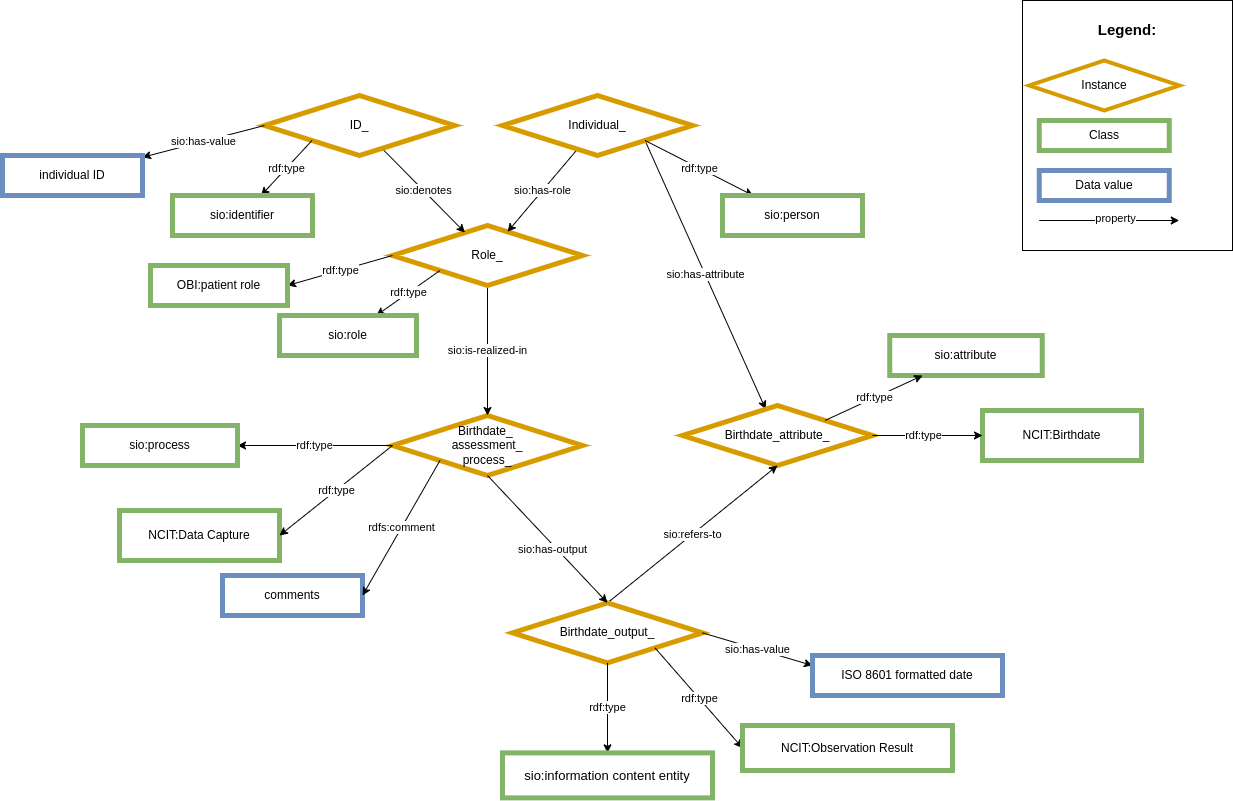 Legend:
Instance
Class
Data value
property
ID_
Individual_
sio:has-value
rdf:type
sio:denotes
sio:has-role
rdf:type
individual ID
sio:identifier
sio:person
Role_
sio:has-attribute
OBI:patient role
rdf:type
rdf:type
sio:role
sio:is-realized-in
sio:attribute
rdf:type
sio:process
rdf:type
Birthdate_
assessment_
process_
Birthdate_attribute_
rdf:type
NCIT:Birthdate
rdf:type
NCIT:Data Capture
rdfs:comment
sio:has-output
sio:refers-to
comments
Birthdate_output_
sio:has-value
ISO 8601 formatted date
rdf:type
rdf:type
NCIT:Observation Result
sio:information content entity